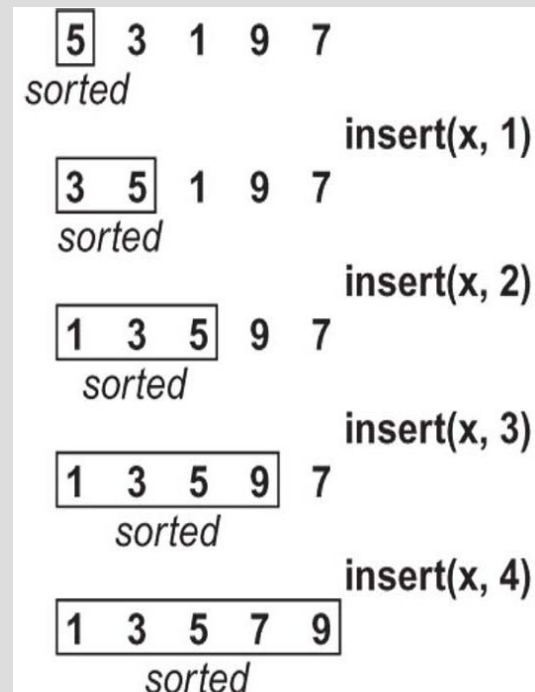 5 3 1 9 7
sorted
insert(x, 1)
3 5 1 9 7
sorted
insert(x, 2)
1 3 5 9 7
sorted
insert(x, 3)
1 3 5 9 7
sorted
insert(x, 4)
1 3 5 7 9
sorted